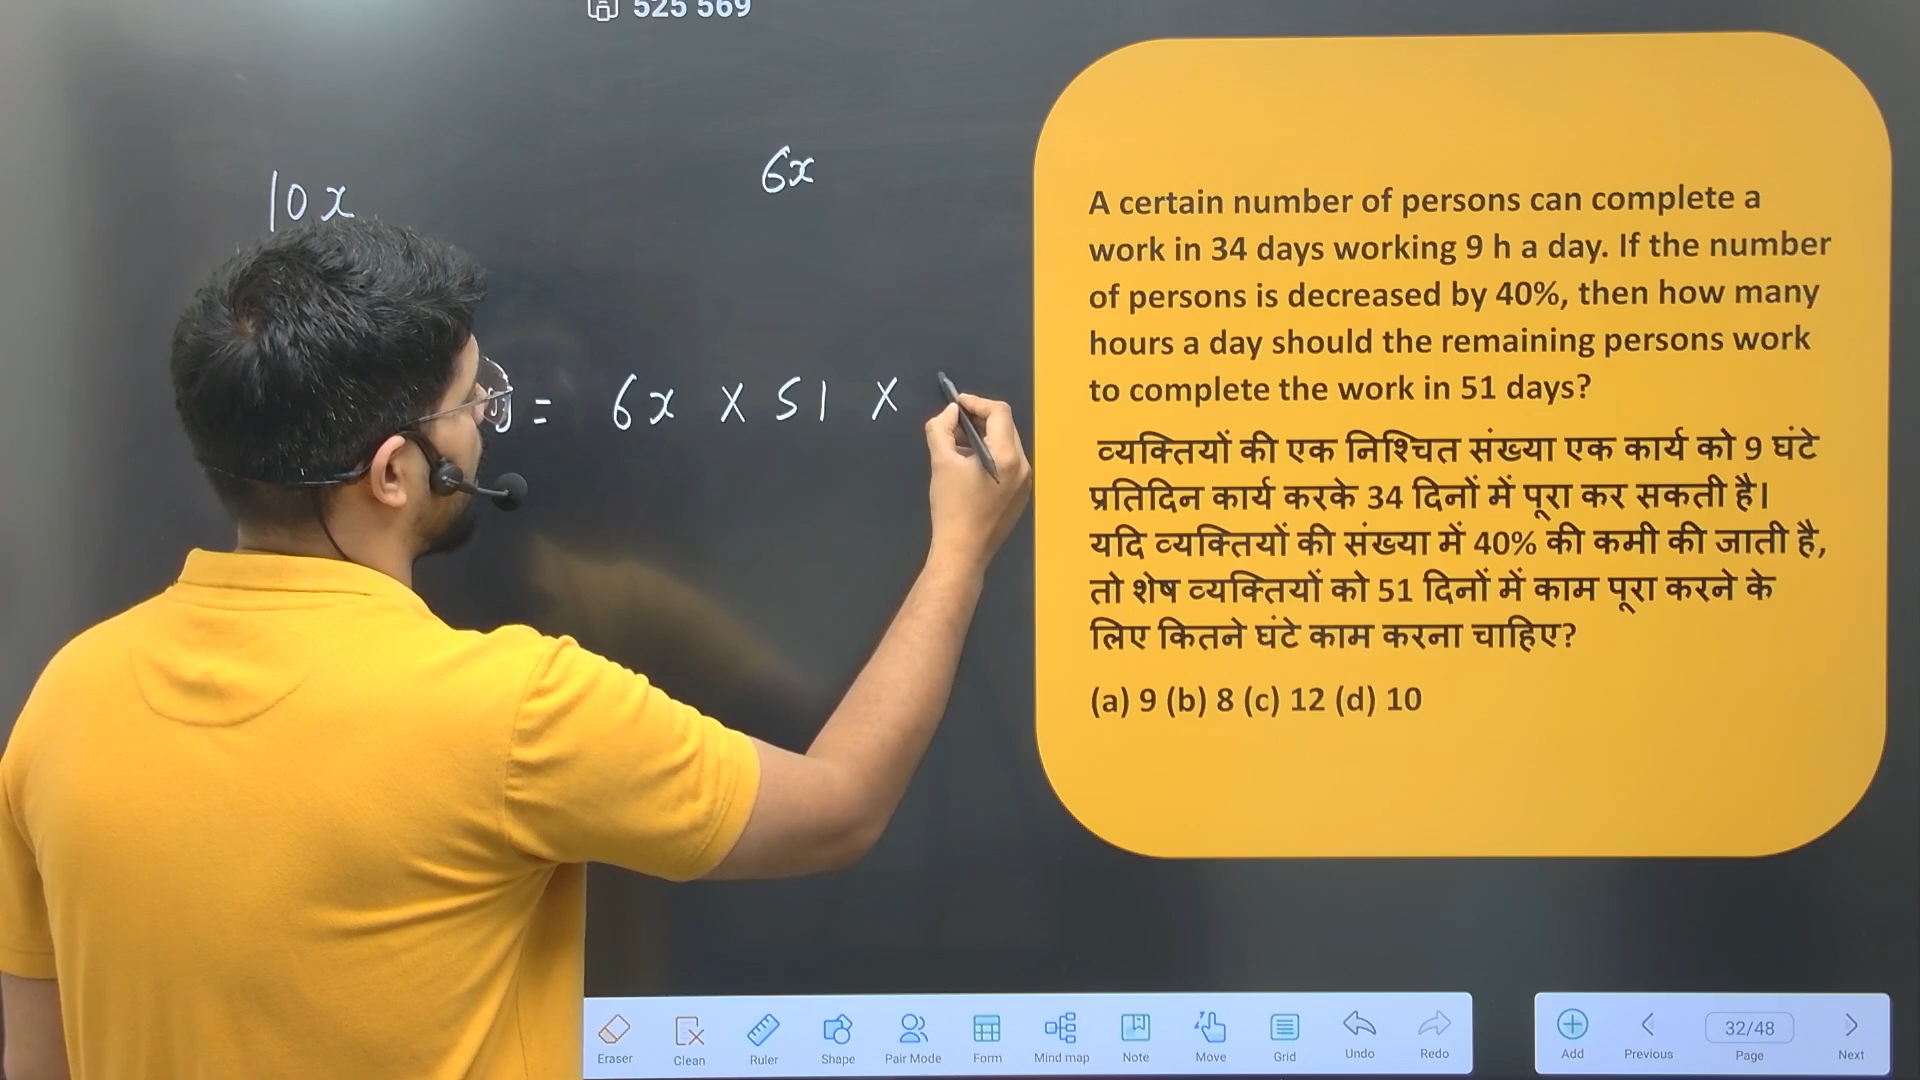 525 569
10x
6x
= 6x × 51 ×
A certain number of persons can complete a
work in 34 days working 9 h a day. If the number
of persons is decreased by 40%, then how many
hours a day should the remaining persons work
to complete the work in 51 days?
व्यक्तियों की एक निश्चित संख्या एक कार्य को 9 घंटे
प्रतिदिन कार्य करके 34 दिनों में पूरा कर सकती है।
यदि व्यक्तियों की संख्या में 40% की कमी की जाती है,
तो शेष व्यक्तियों को 51 दिनों में काम पूरा करने के
लिए कितने घंटे काम करना चाहिए?
(a) 9 (b) 8 (c) 12 (d) 10
Eraser Clean Ruler Shape Pair Mode Form Mind map Note Move Grid Undo Redo
32/48
Add Previous Page Next